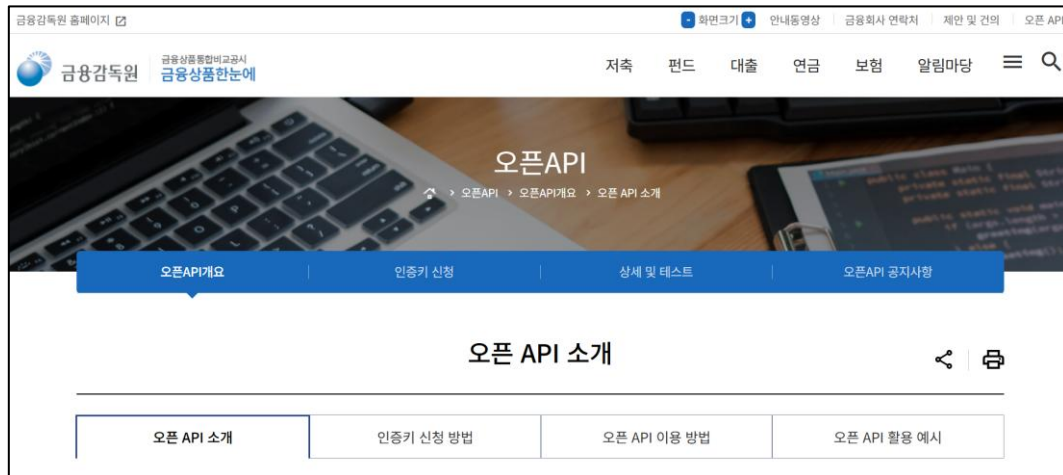 금융감독원 홈페이지
- 화면크기 + 안내동영상 금융회사 연락처 제안 및 건의 오픈 API
금융감독원 금융상품통합비교공시 금융상품한눈에
저축 펀드 대출 연금 보험 알림마당
오픈API
> 오픈API > 오픈API개요 > 오픈 API 소개
오픈API개요 인증키 신청 상세 및 테스트 오픈API 공지사항
오픈 API 소개
오픈 API 소개 인증키 신청 방법 오픈 API 이용 방법 오픈 API 활용 예시